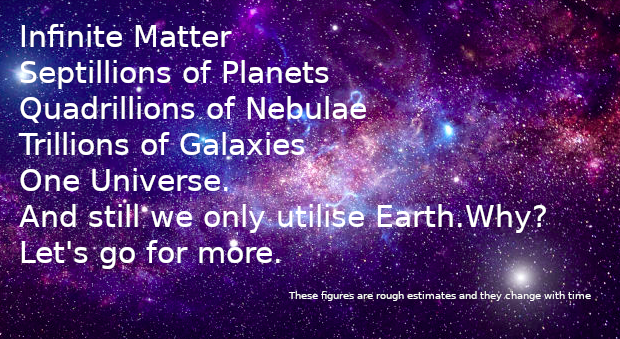 Infinite Matter
Septillions of Planets
Quadrillions of Nebulae
Trillions of Galaxies
One Universe.
And still we only utilise Earth.Why?
Let's go for more.
These figures are rough estimates and they change with time